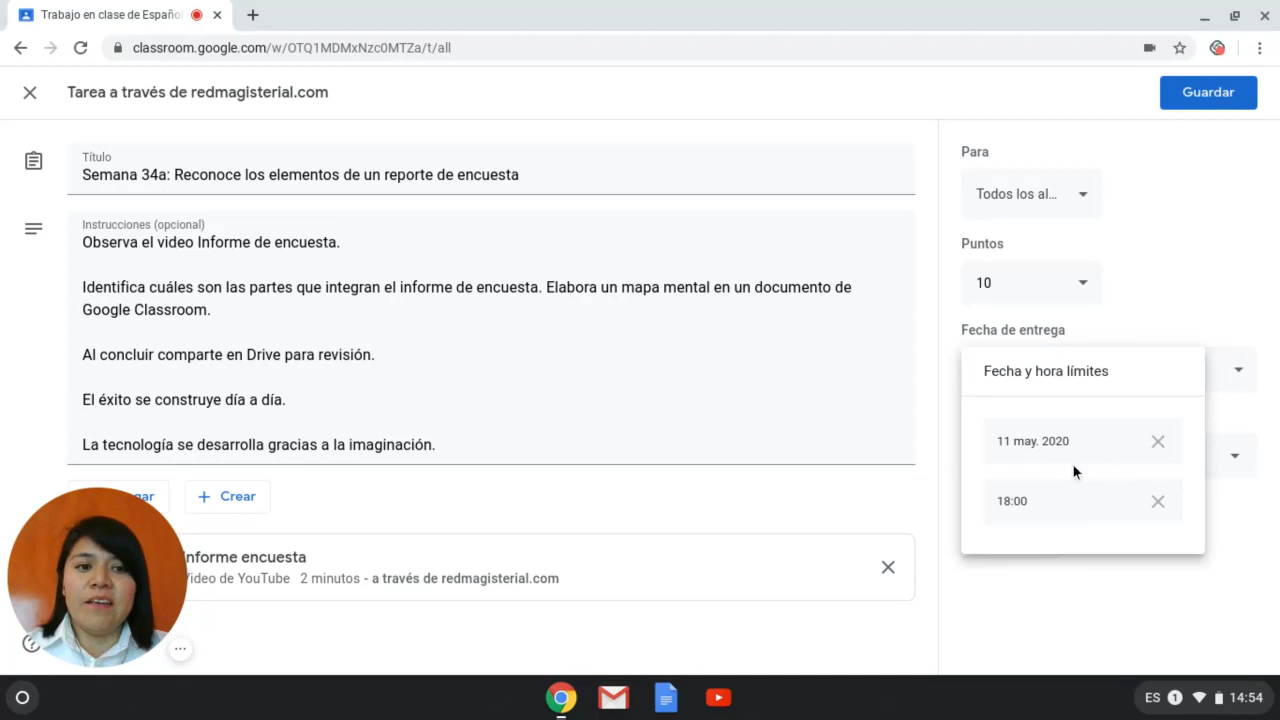 Trabajo en clase de Españo
classroom.google.com/w/OTQ1MDMxNzc0MTZa/t/all
Tarea a través de redmagisterial.com
Guardar
Título
Semana 34a: Reconoce los elementos de un reporte de encuesta
Instrucciones (opcional)
Observa el video Informe de encuesta.
Identifica cuáles son las partes que integran el informe de encuesta. Elabora un mapa mental en un documento de
Google Classroom.
Al concluir comparte en Drive para revisión.
El éxito se construye día a día.
La tecnología se desarrolla gracias a la imaginación.
gar
+ Crear
nforme encuesta
ideo de YouTube 2 minutos - a través de redmagisterial.com
Para
Todos los al...
Puntos
10
Fecha de entrega
Fecha y hora límites
11 may. 2020
18:00
ES 1 14:54